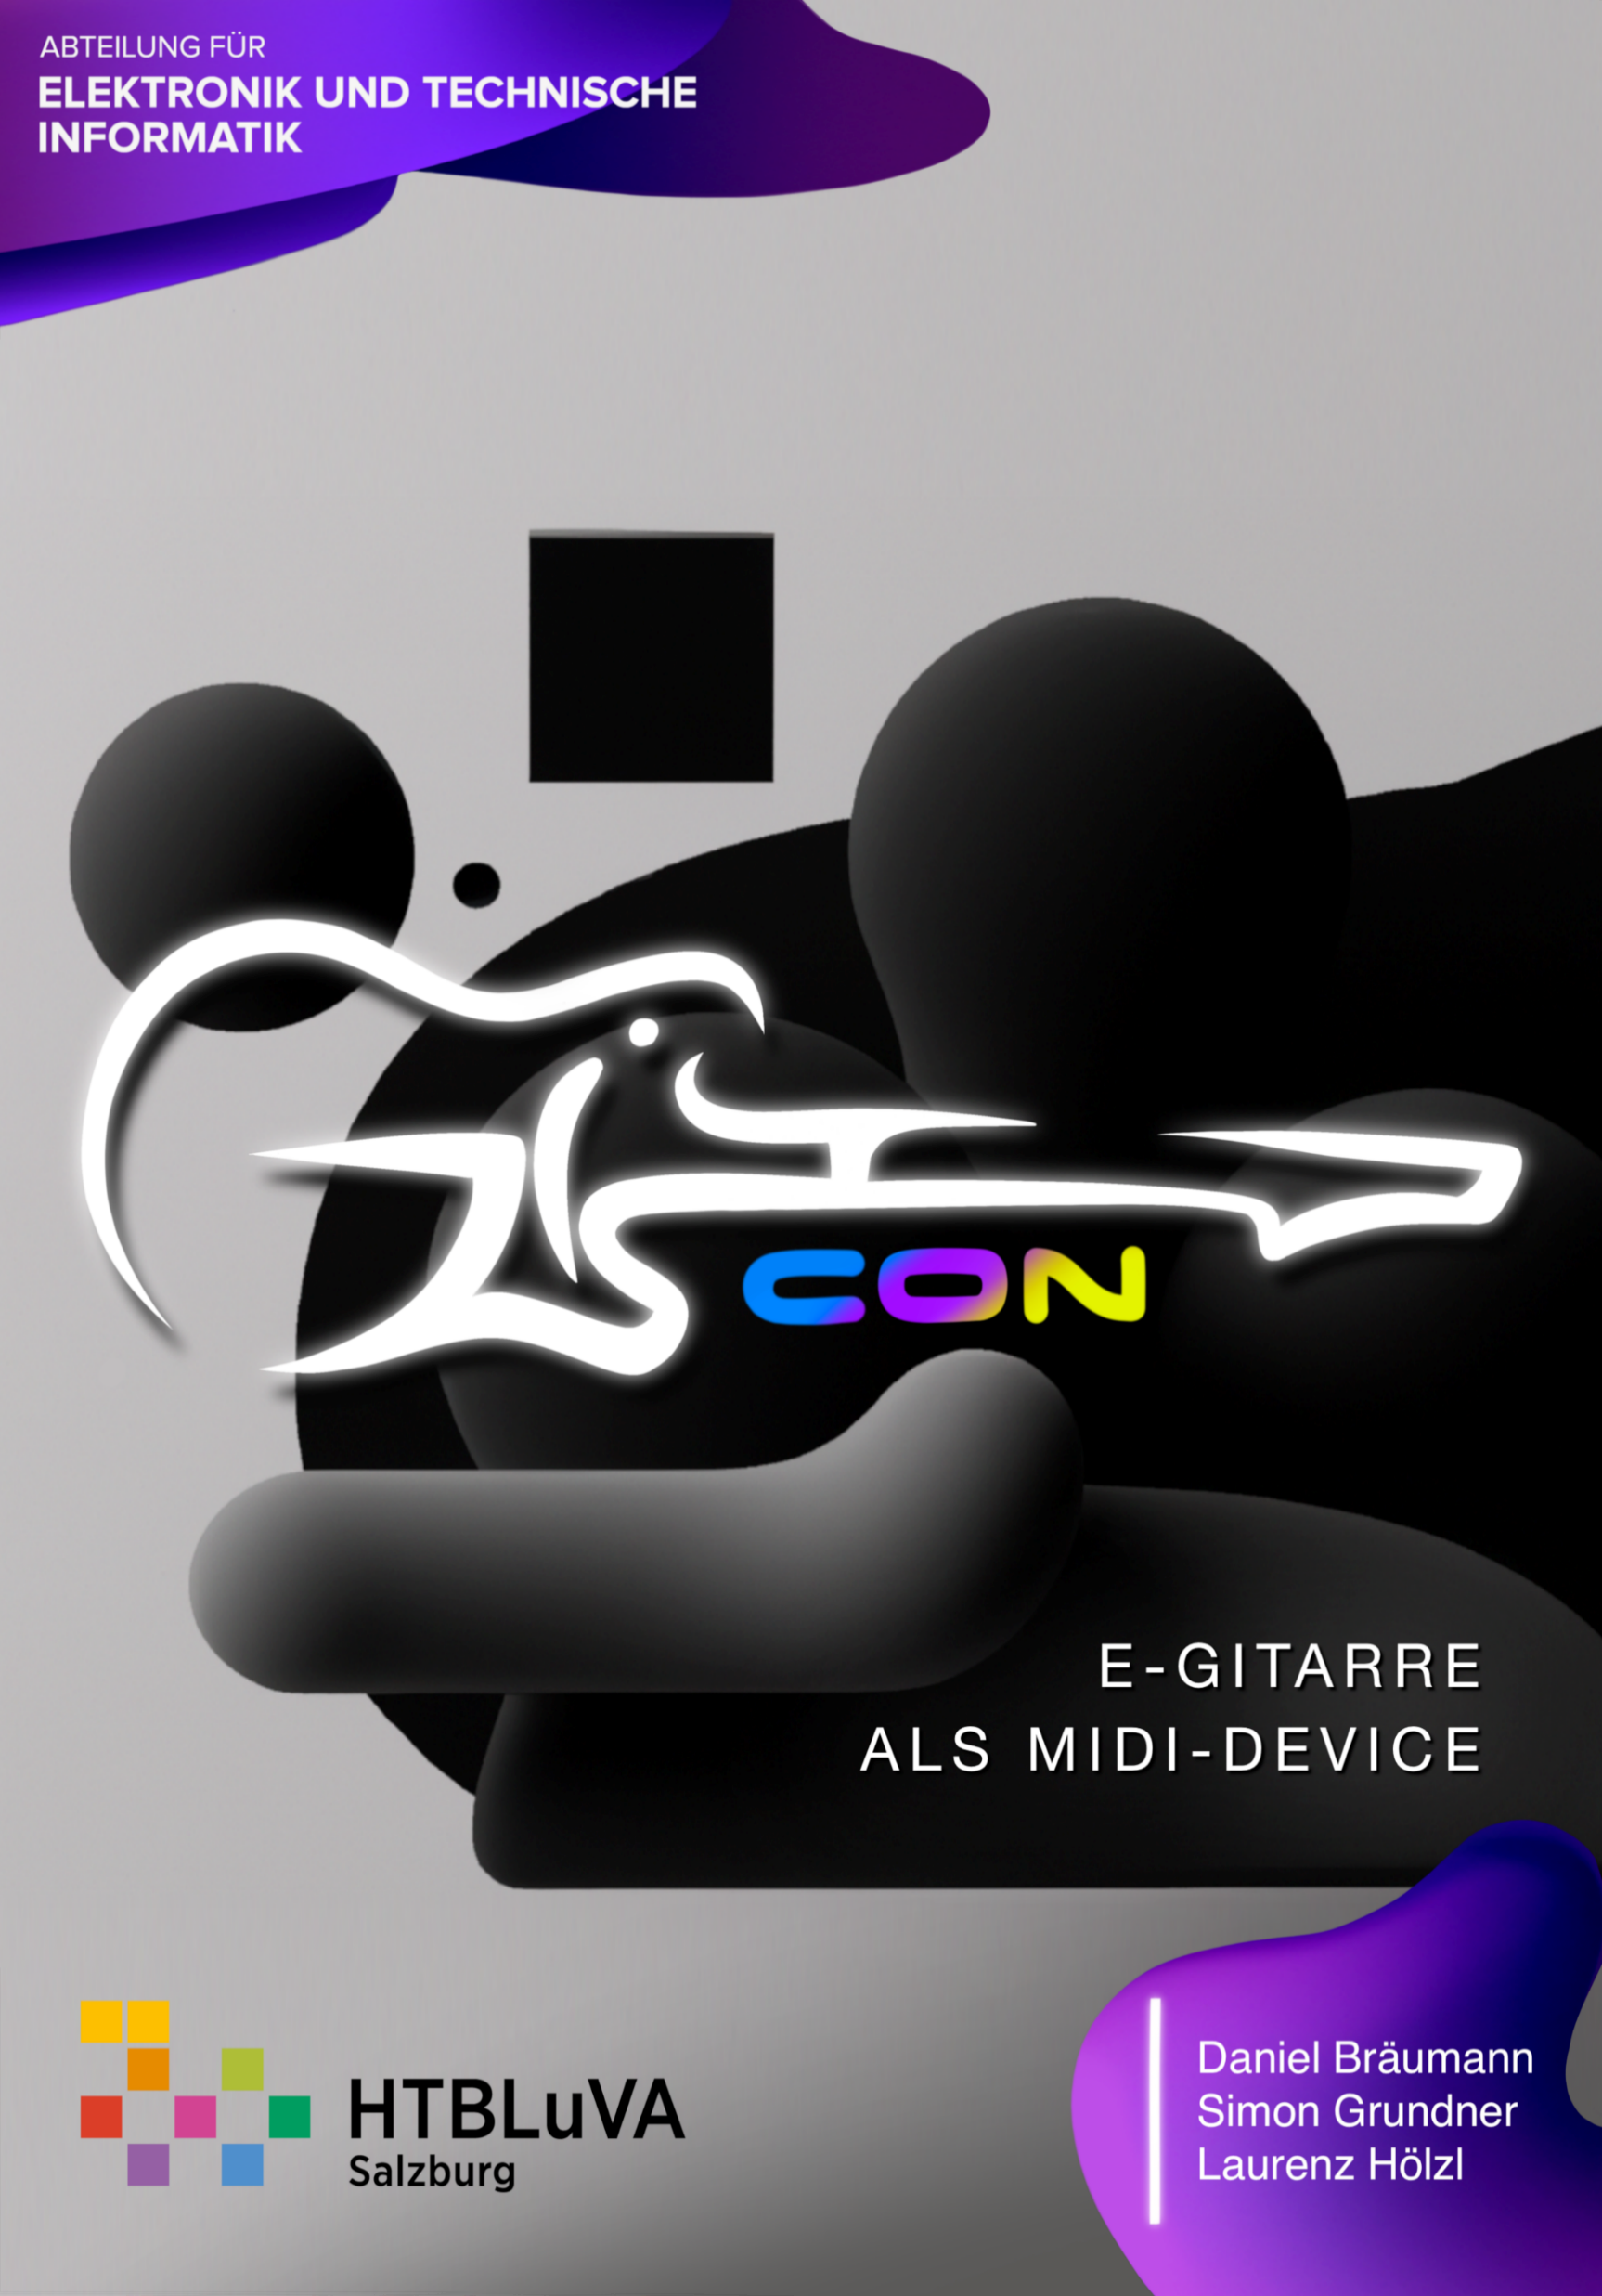 ABTEILUNG FÜR
ELEKTRONIK UND TECHNISCHE
INFORMATIK
CON
E-GITARRE
ALS MIDI-DEVICE
HTBLuVA
Salzburg
Daniel Bräumann
Simon Grundner
Laurenz Hölzl